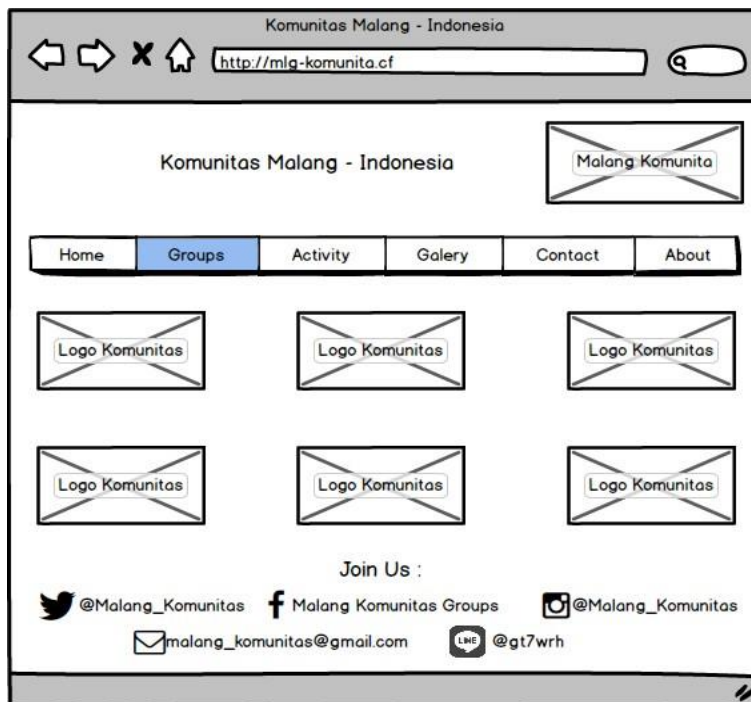 Komunitas Malang - Indonesia
http://mlg-komunita.cf
Komunitas Malang - Indonesia
Malang Komunita
Home Groups Activity Galery Contact About
Logo Komunitas Logo Komunitas Logo Komunitas
Logo Komunitas Logo Komunitas Logo Komunitas
Join Us :
@Malang_Komunitas Malang Komunitas Groups @Malang_Komunitas
malang_komunitas@gmail.com LINE @gt7wrh